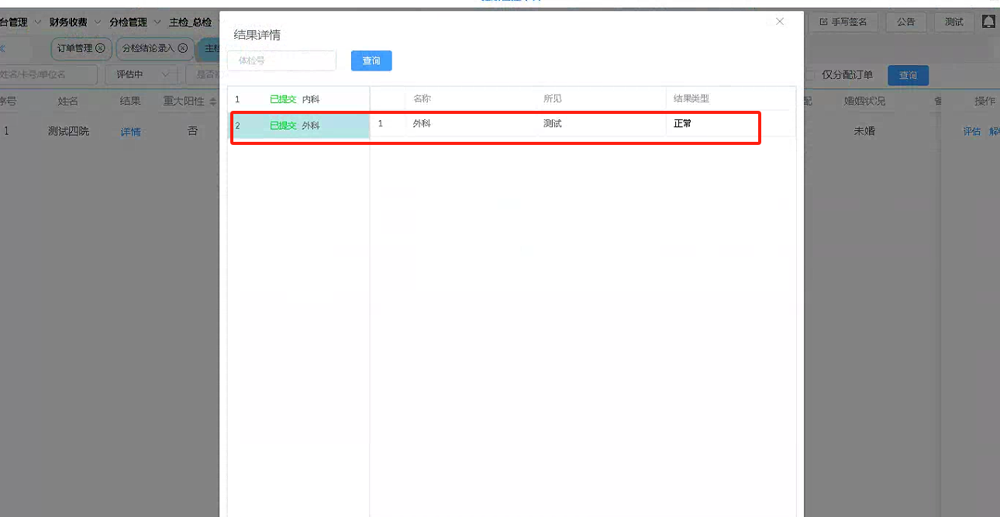 台管理 财务收费 分检管理 主检_总检 手写签名 公告 测试
结果详情
订单管理 分检结论录入 主检
体检号 查询
姓名/卡号/单位名 评估中 是否 仅分配订单 查询
序号 姓名 结果 重大阳性 配 婚姻状况 操作
1 已提交 内科 名称 所见 结果类型
2 已提交 外科 1 外科 测试 正常
1 测试四院 详情 否 未婚 评估 解